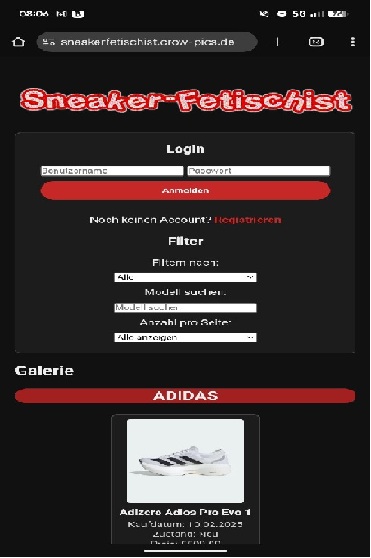 08:06
5G
sneakerfetischist.crow-pics.de
Sneaker-Fetischist
Login
Benutzername Passwort
Anmelden
Noch keinen Account? Registrieren
Filter
Filtern nach:
Alle
Modell suchen:
Modell suchen
Anzahl pro Seite:
Alle anzeigen
Galerie
ADIDAS
Adizero Adios Pro Evo 1
Kaufdatum: 10.02.2025
Zustand: Neu